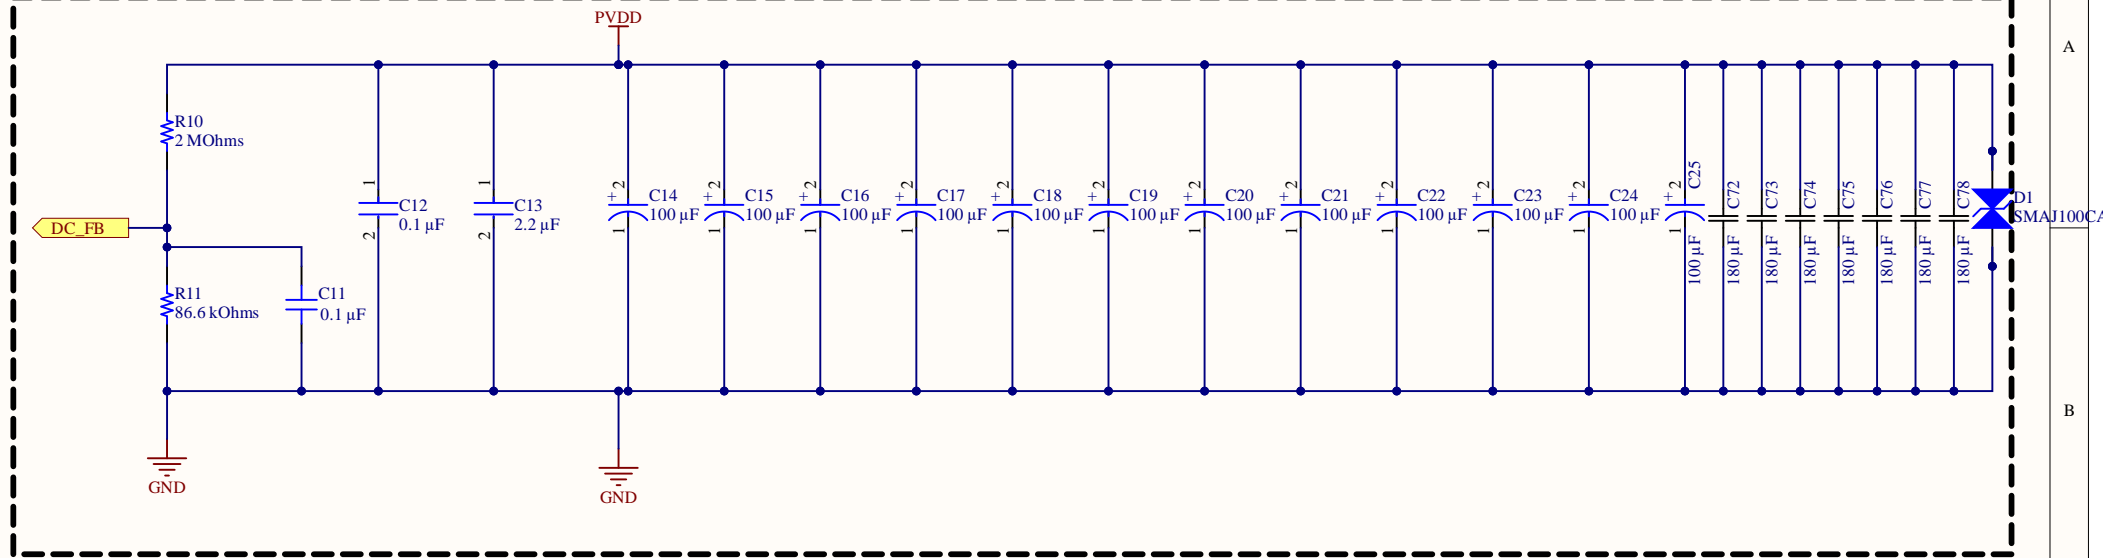 PVDD
A
R10
2 MOhms
DC_FB
R11
86.6 kOhms
C11
0.1 µF
1
C12
0.1 µF
2
1
C13
2.2 µF
2
+ 2
C14
100 µF
1
+ 2
C15
100 µF
1
+ 2
C16
100 µF
1
+ 2
C17
100 µF
1
+ 2
C18
100 µF
1
+ 2
C19
100 µF
1
+ 2
C20
100 µF
1
+ 2
C21
100 µF
1
+ 2
C22
100 µF
1
+ 2
C23
100 µF
1
+ 2
C24
100 µF
1
+ 2
C25
100 µF
1
C72
180 µF
C73
180 µF
C74
180 µF
C75
180 µF
C76
180 µF
C77
180 µF
C78
180 µF
D1
SMAJ100CA
B
GND
GND